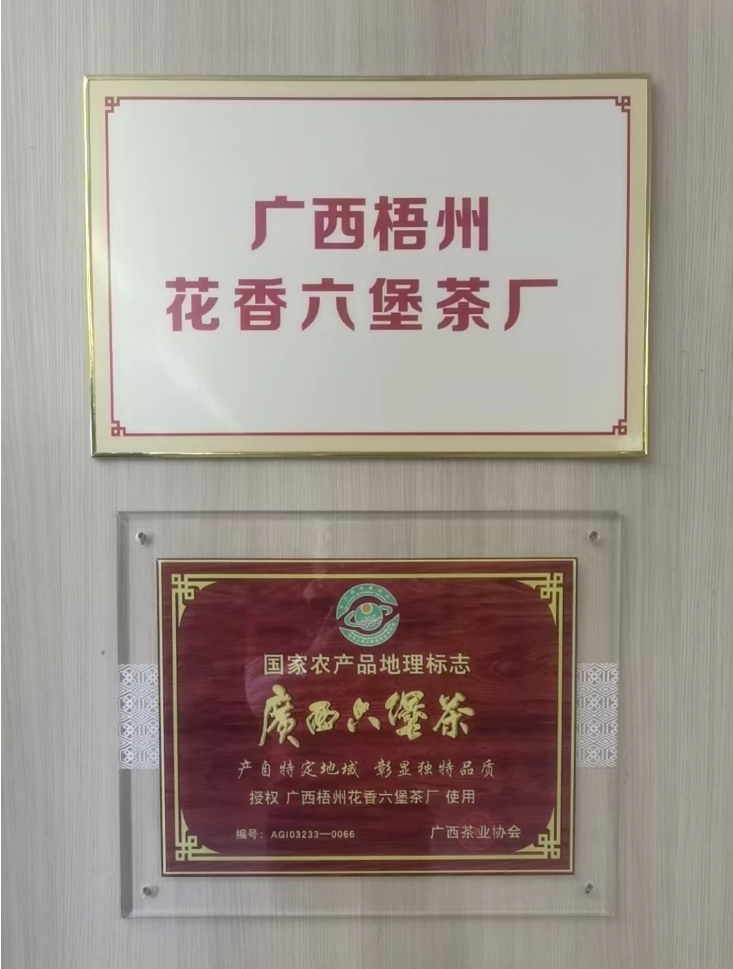 广西梧州
花香六堡茶厂
国家农产品地理标志
廣西六堡茶
产自特定地域 彰显独特品质
授权 广西梧州花香六堡茶厂 使用
编号：AGI03233—0066
广西茶业协会